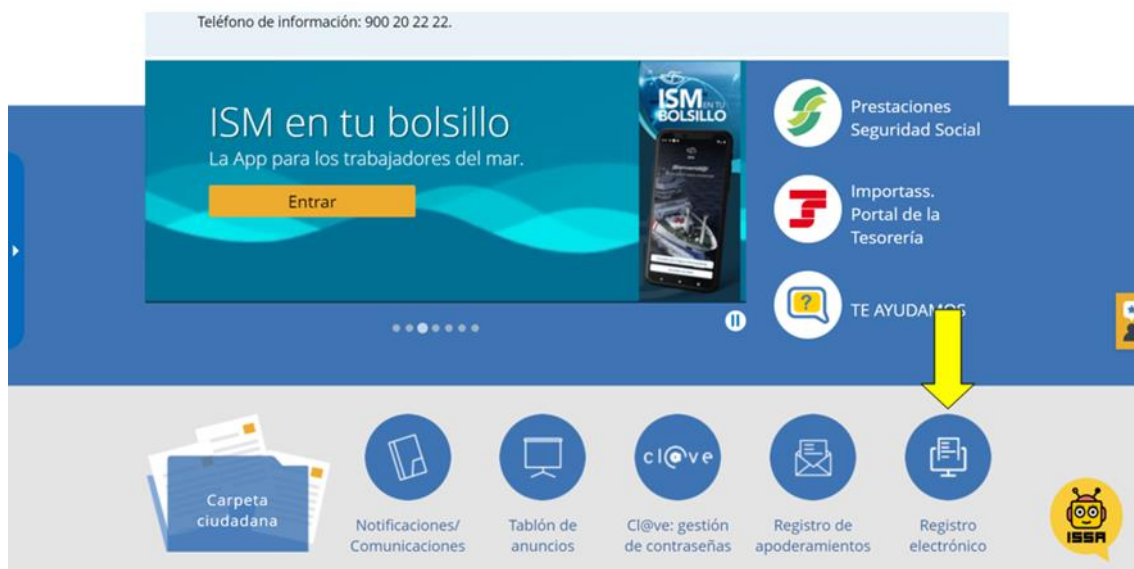 Teléfono de información: 900 20 22 22.
ISM en tu bolsillo
La App para los trabajadores del mar.
Entrar
ISM EN TU
BOLSILLO
Prestaciones
Seguridad Social
Importass.
Portal de la
Tesorería
TE AYUDAMOS
Carpeta
ciudadana
Notificaciones/
Comunicaciones
Tablón de
anuncios
cl@ve
Cl@ve: gestión
de contraseñas
Registro de
apoderamientos
Registro
electrónico
ISSA